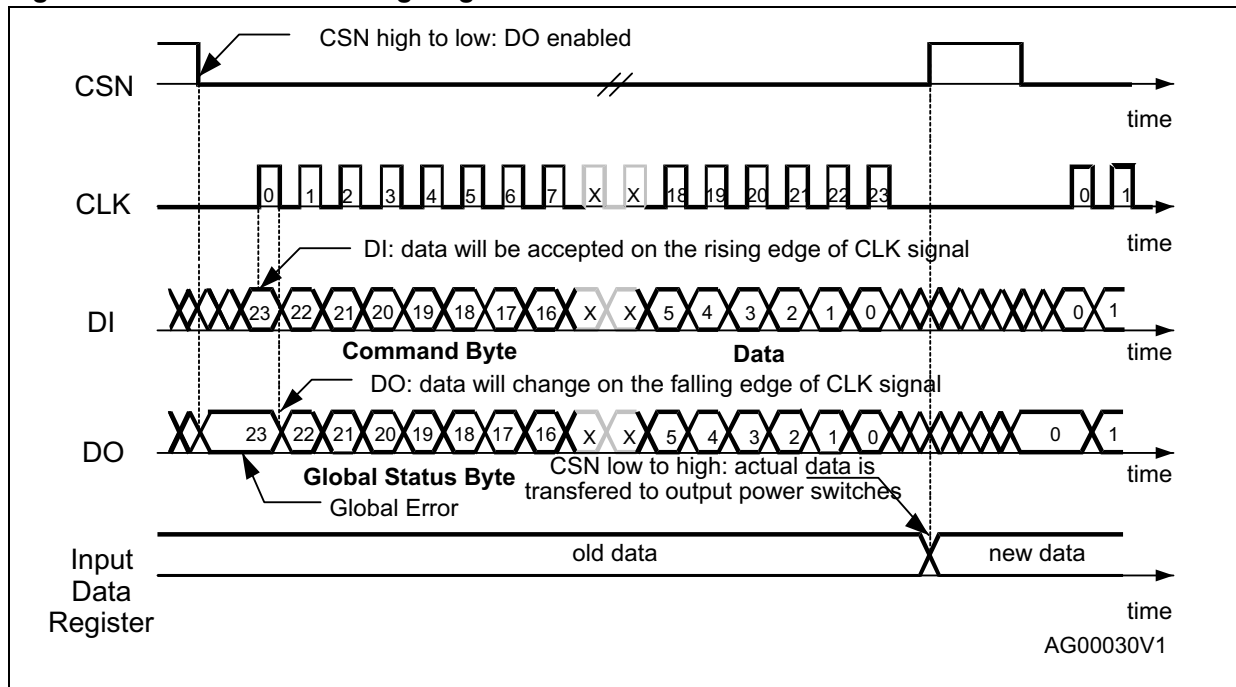 CSN high to low: DO enabled
CSN
time
0 1 2 3 4 5 6 7 X X 18 19 20 21 22 23 0 1
CLK
time
DI: data will be accepted on the rising edge of CLK signal
23 22 21 20 19 18 17 16 X X 5 4 3 2 1 0 0 1
DI
time
Command Byte Data
DO: data will change on the falling edge of CLK signal
23 22 21 20 19 18 17 16 X X 5 4 3 2 1 0 0 1
DO
time
Global Status Byte
CSN low to high: actual data is
transfered to output power switches
Global Error
old data new data
Input
Data
Register
time
AG00030V1